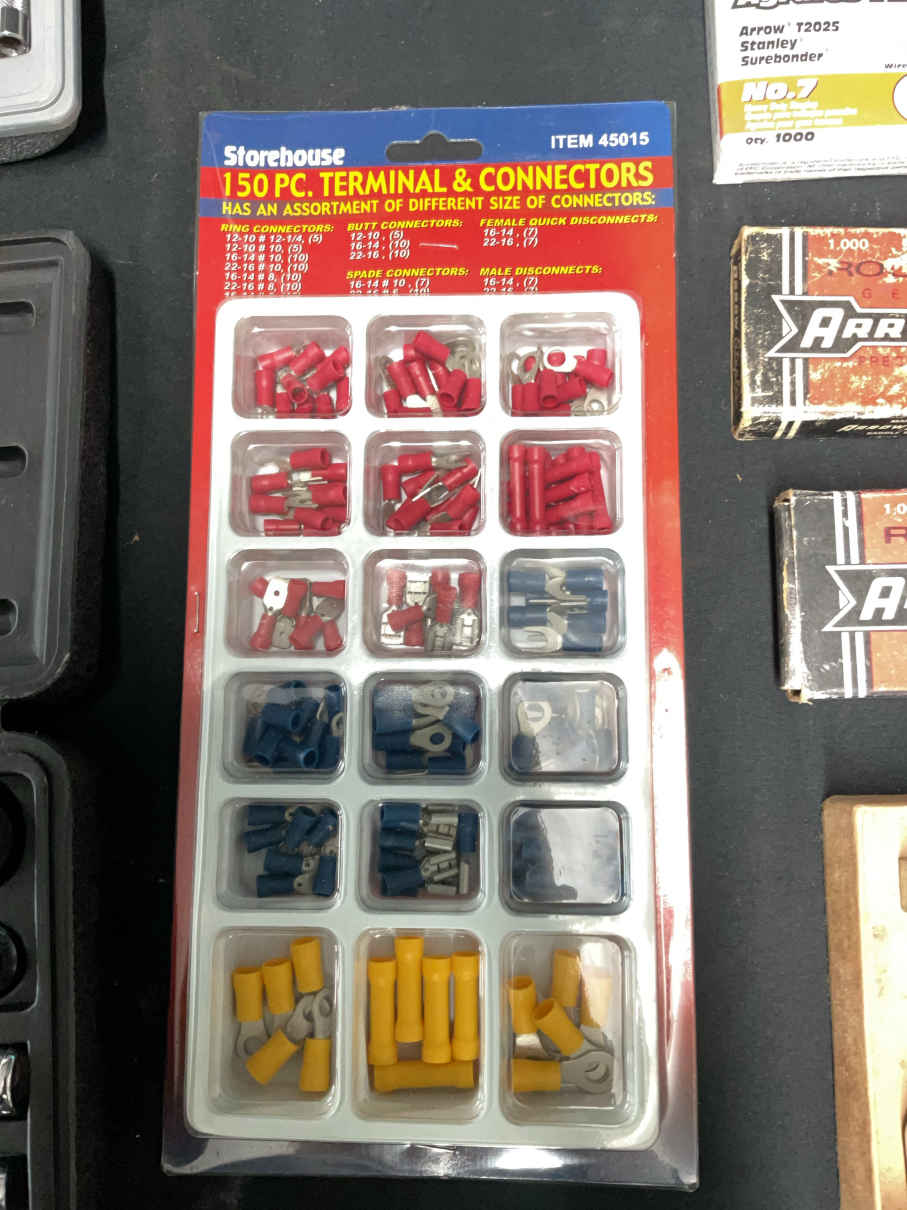 Storehouse
ITEM 45015
150 PC. TERMINAL & CONNECTORS
HAS AN ASSORTMENT OF DIFFERENT SIZE OF CONNECTORS:
RING CONNECTORS:
12-10 # 12-1/4, (5)
12-10 # 10, (5)
16-14 # 10, (10)
22-16 # 10, (10)
16-14 # 8, (10)
22-16 # 8, (10)
BUTT CONNECTORS:
12-10 , (5)
16-14 , (10)
22-16 , (10)
SPADE CONNECTORS:
16-14 # 10 , (7)
FEMALE QUICK DISCONNECTS:
16-14 , (7)
22-16 , (7)
MALE DISCONNECTS:
16-14 , (7)
Arrow® T2025
Stanley®
Surebonder®
No.7
Heavy Duty Staples
Qty. 1000
1,000
ARR